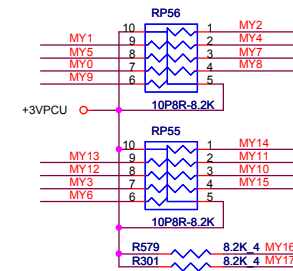 RP56
10 1 MY2
MY1 9 2 MY4
MY5 8 3 MY7
MY0 7 4 MY8
MY9 6 5
+3VPCU 10P8R-8.2K
RP55
10 1 MY14
MY13 9 2 MY11
MY12 8 3 MY10
MY3 7 4 MY15
MY6 6 5
10P8R-8.2K
R579 8.2K_4 MY16
R301 8.2K_4 MY17